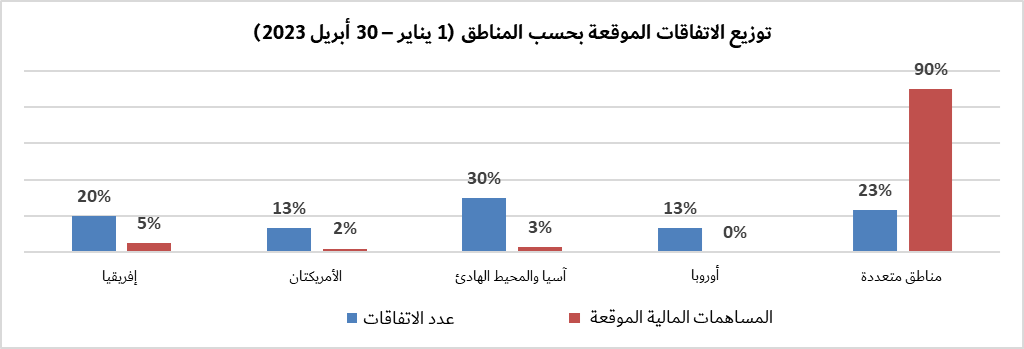 توزيع الاتفاقات الموقعة بحسب المناطق (1 يناير – 30 أبريل 2023)
90%
30%
20%
23%
13%
13%
5%
2%
3%
0%
إفريقيا
الأمريكتان
آسيا والمحيط الهادئ
أوروبا
مناطق متعددة
عدد الاتفاقات
المساهمات المالية الموقعة